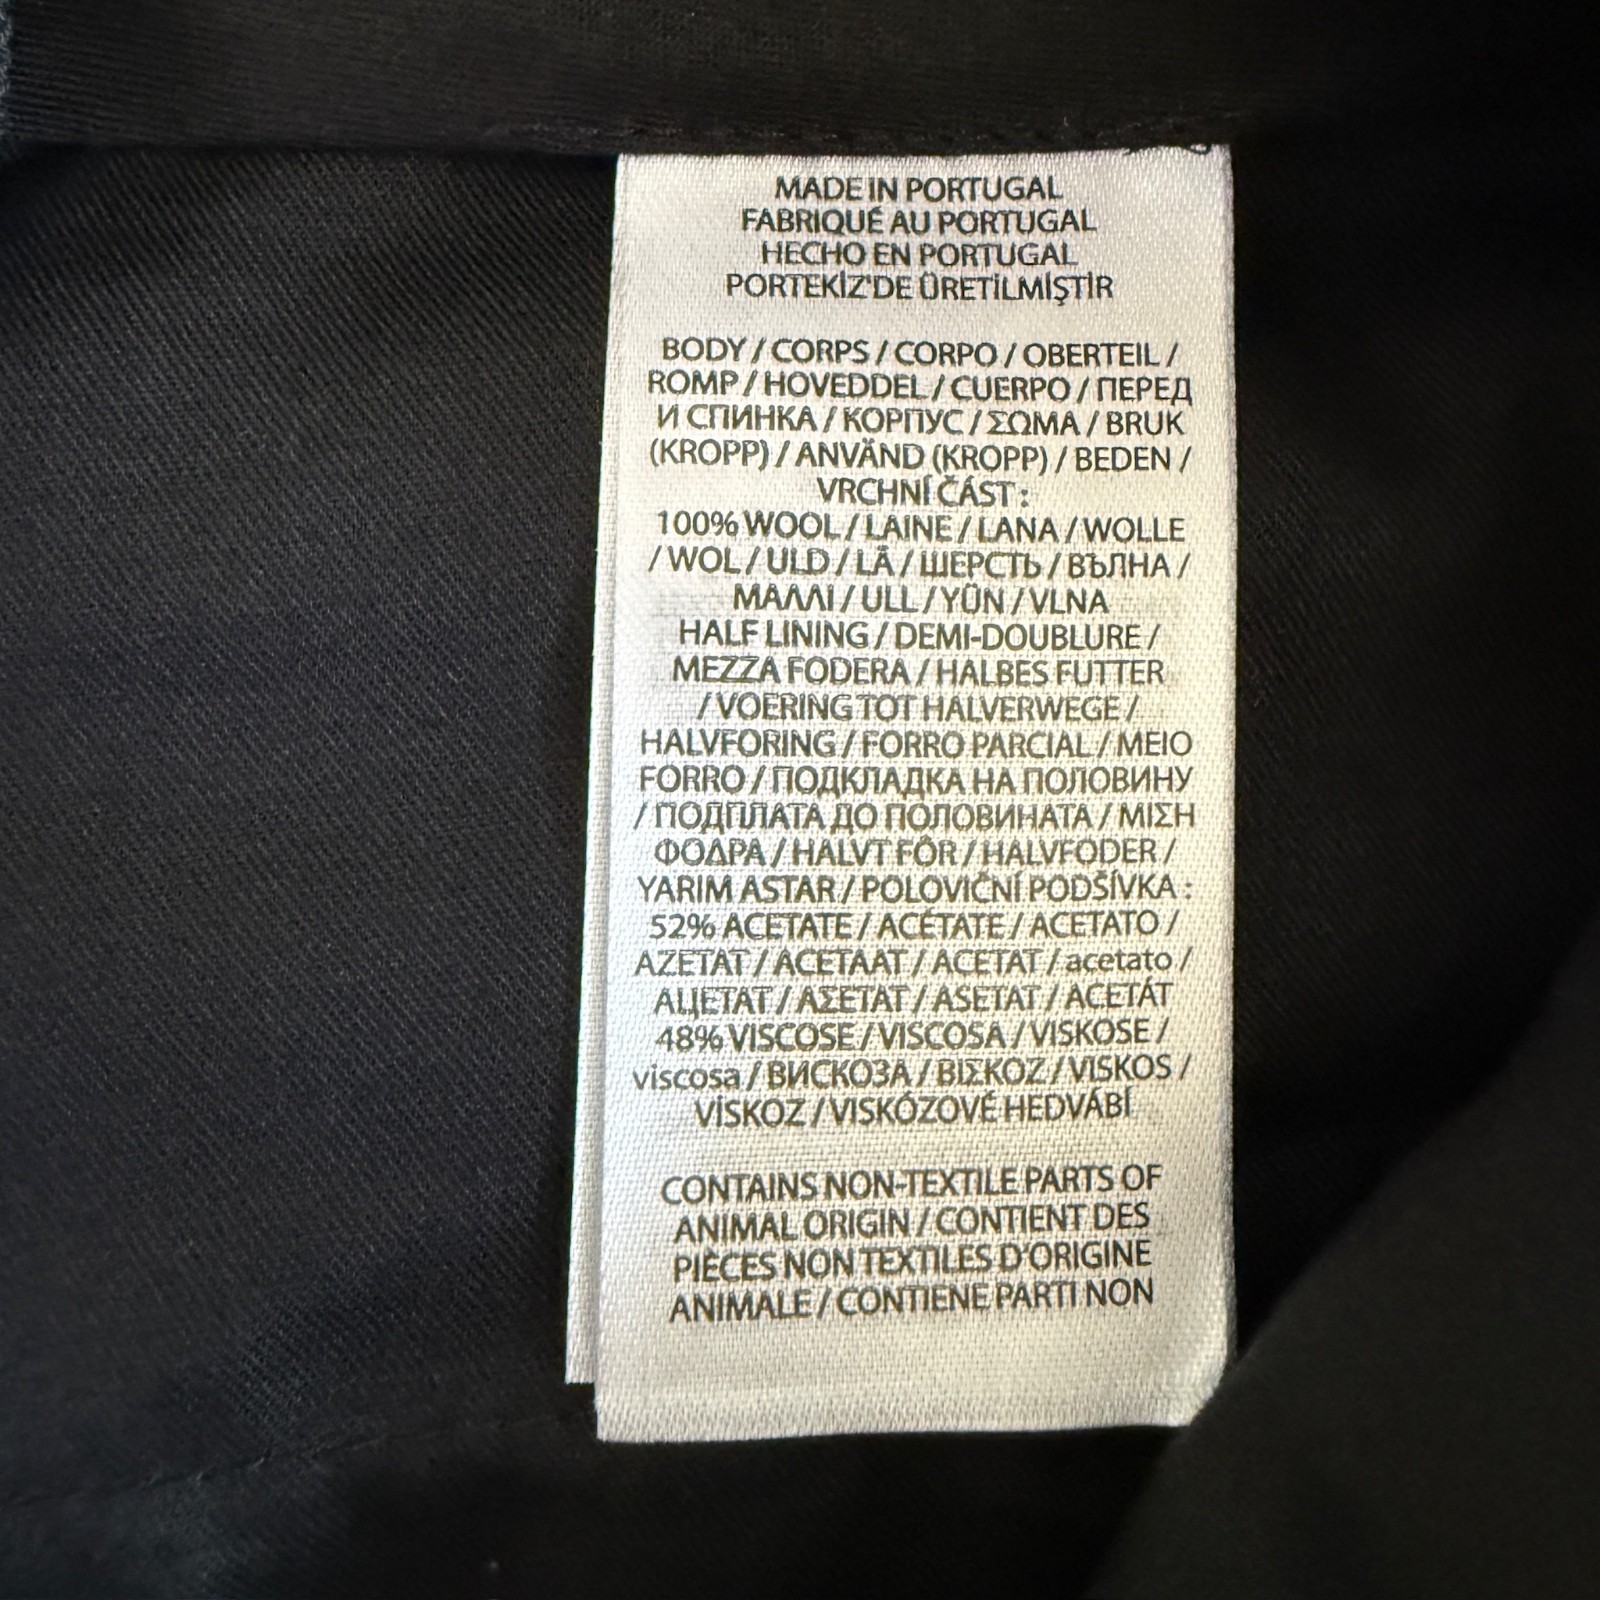 MADE IN PORTUGAL
FABRIQUÉ AU PORTUGAL
HECHO EN PORTUGAL
PORTEKİZ'DE ÜRETİLMİŞTİR
BODY / CORPS / CORPO / OBERTEIL /
ROMP / HOVEDDEL / CUERPO / ПЕРЕД
И СПИНКА / КОРПУС / ΣΩΜΑ / BRUK
(KROPP) / ANVÄND (KROPP) / BEDEN /
VRCHNÍ ČÁST :
100% WOOL / LAINE / LANA / WOLLE
/ WOL / ULD / LÃ / ШЕРСТЬ / ВЪЛНА /
ΜΑΛΛΙ / ULL / YÜN / VLNA
HALF LINING / DEMI-DOUBLURE /
MEZZA FODERA / HALBES FUTTER
/ VOERING TOT HALVERWEGE /
HALVFORING / FORRO PARCIAL / MEIO
FORRO / ПОДКЛАДКА НА ПОЛОВИНУ
/ ПОДПЛАТА ДО ПОЛОВИНАТА / ΜΙΣΗ
ΦΟΔΡΑ / HALVT FÔR / HALVFODER /
YARIM ASTAR / POLOVIČNÍ PODŠÍVKA :
52% ACETATE / ACÉTATE / ACETATO /
AZETAT / ACETAAT / ACETAT / acetato /
АЦЕТАТ / ΑΣΕΤΑΤ / ASETAT / ACETÁT
48% VISCOSE / VISCOSA / VISKOSE /
viscosa / ВИСКОЗА / ΒΙΣΚΟΖ / VISKOS /
VİSKOZ / VISKÓZOVÉ HEDVÁBÍ
CONTAINS NON-TEXTILE PARTS OF
ANIMAL ORIGIN / CONTIENT DES
PIÈCES NON TEXTILES D'ORIGINE
ANIMALE / CONTIENE PARTI NON